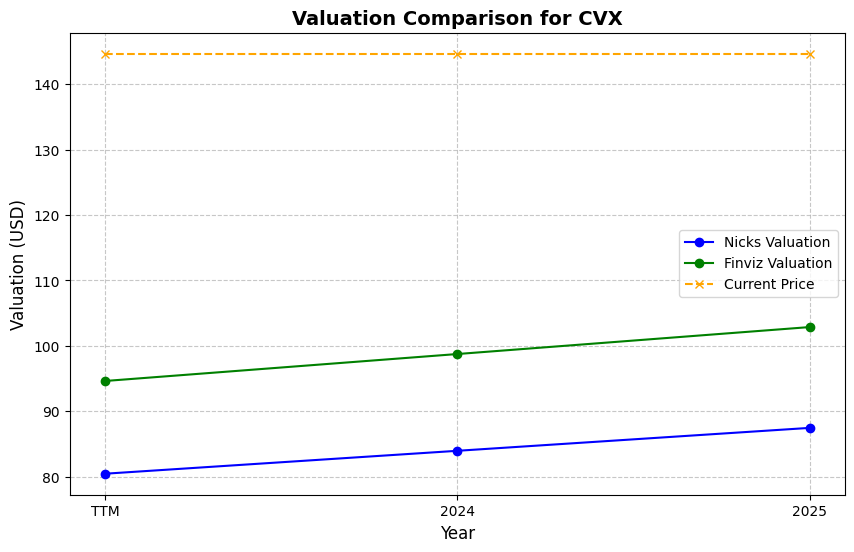 Valuation Comparison for CVX
Valuation (USD)
140
130
120
110
100
90
80
Nicks Valuation
Finviz Valuation
Current Price
TTM
2024
2025
Year